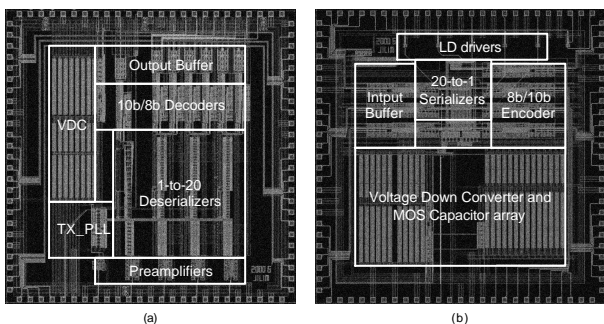 Output Buffer
10b/8b Decoders
VDC
1-to-20
Deserializers
TX_PLL
Preamplifiers
(a)
LD drivers
20-to-1
Serializers
Intput
Buffer
8b/10b
Encoder
Voltage Down Converter and
MOS Capacitor array
(b)